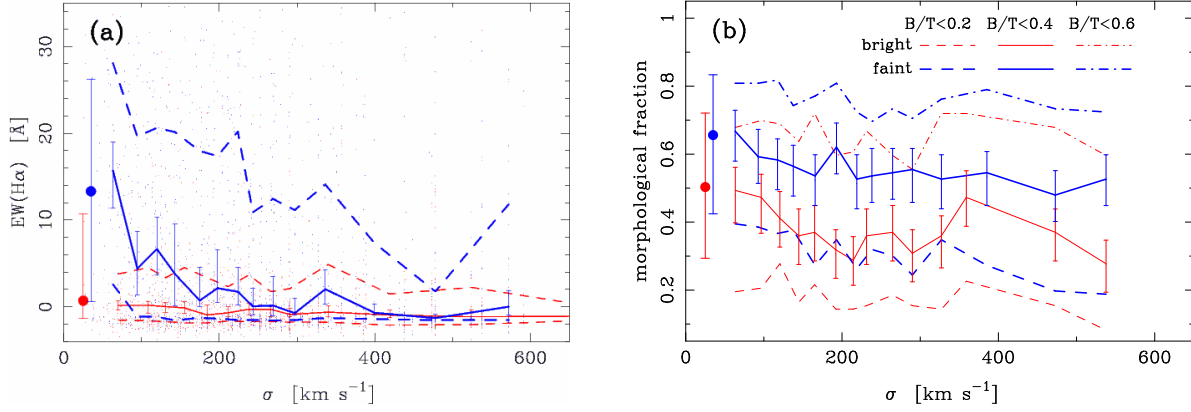 (a)
EW(Hα) [Å]
30
20
10
0
0 200 400 600
σ [km s⁻¹]
(b)
B/T<0.2 B/T<0.4 B/T<0.6
bright
faint
morphological fraction
1
0.8
0.6
0.4
0.2
0 200 400 600
σ [km s⁻¹]